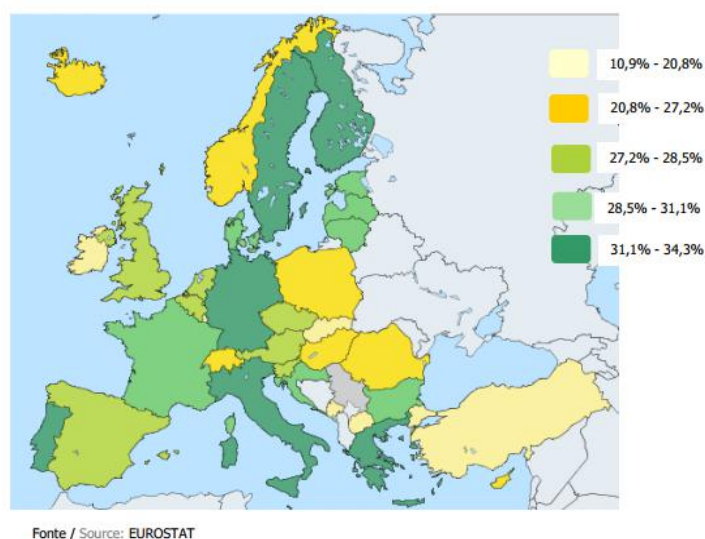 10,9% - 20,8%
20,8% - 27,2%
27,2% - 28,5%
28,5% - 31,1%
31,1% - 34,3%
Fonte / Source: EUROSTAT